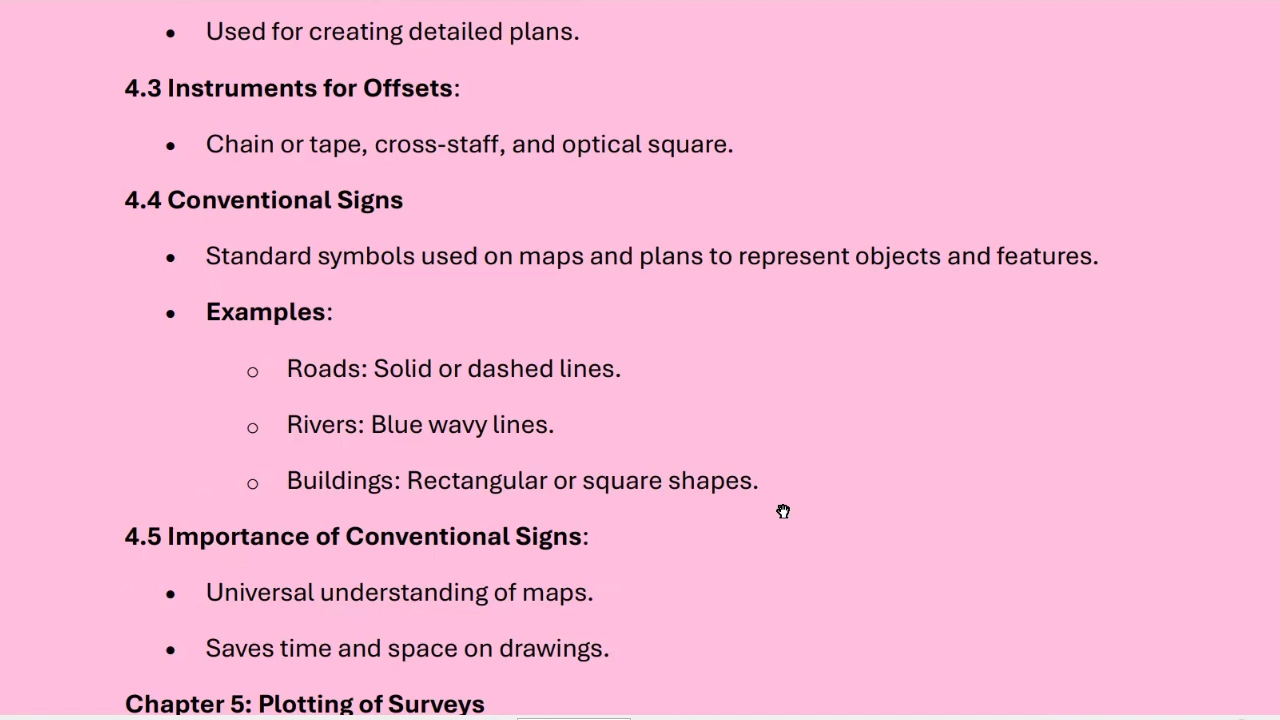 • Used for creating detailed plans.
4.3 Instruments for Offsets:
• Chain or tape, cross-staff, and optical square.
4.4 Conventional Signs
• Standard symbols used on maps and plans to represent objects and features.
• Examples:
o Roads: Solid or dashed lines.
o Rivers: Blue wavy lines.
o Buildings: Rectangular or square shapes.
4.5 Importance of Conventional Signs:
• Universal understanding of maps.
• Saves time and space on drawings.
Chapter 5: Plotting of Surveys